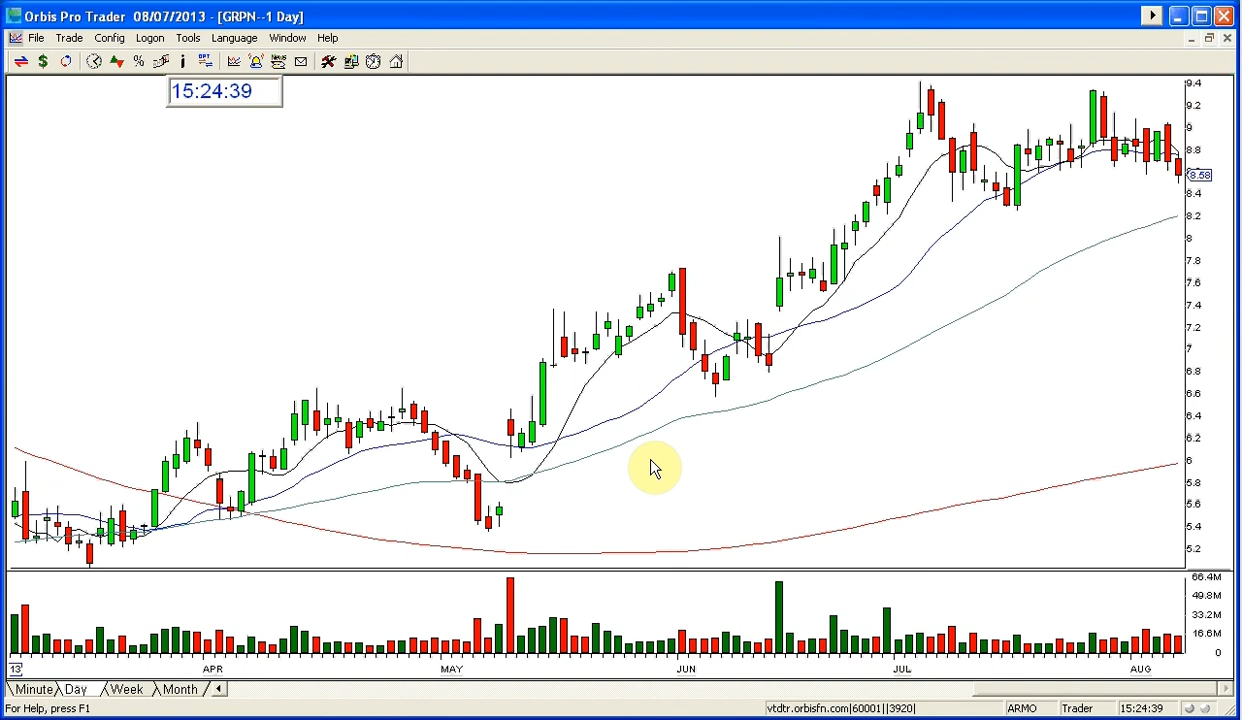 Orbis Pro Trader 08/07/2013 - [GRPN--1 Day]
File Trade Config Logon Tools Language Window Help
15:24:39
9.4
9.2
9
8.8
8.58
8.4
8.2
8
7.8
7.6
7.4
7.2
7
6.8
6.6
6.4
6.2
6
5.8
5.6
5.4
5.2
66.4M
49.8M
33.2M
16.6M
0
13 APR MAY JUN JUL AUG
Minute Day Week Month
For Help, press F1 vtdtr.orbisfn.com|60001||3920| ARMO Trader 15:24:39